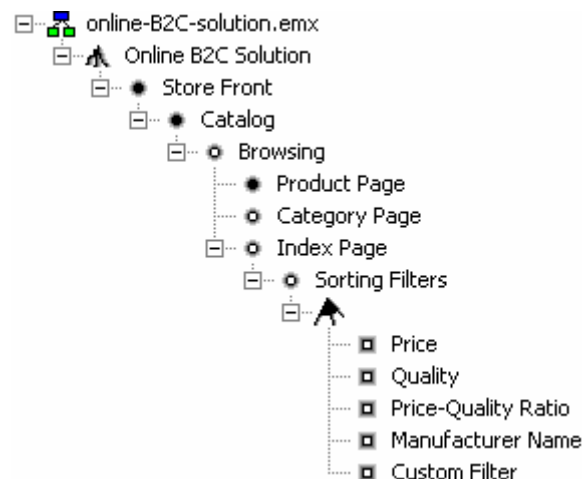 online-B2C-solution.emx
Online B2C Solution
Store Front
Catalog
Browsing
Product Page
Category Page
Index Page
Sorting Filters
Price
Quality
Price-Quality Ratio
Manufacturer Name
Custom Filter